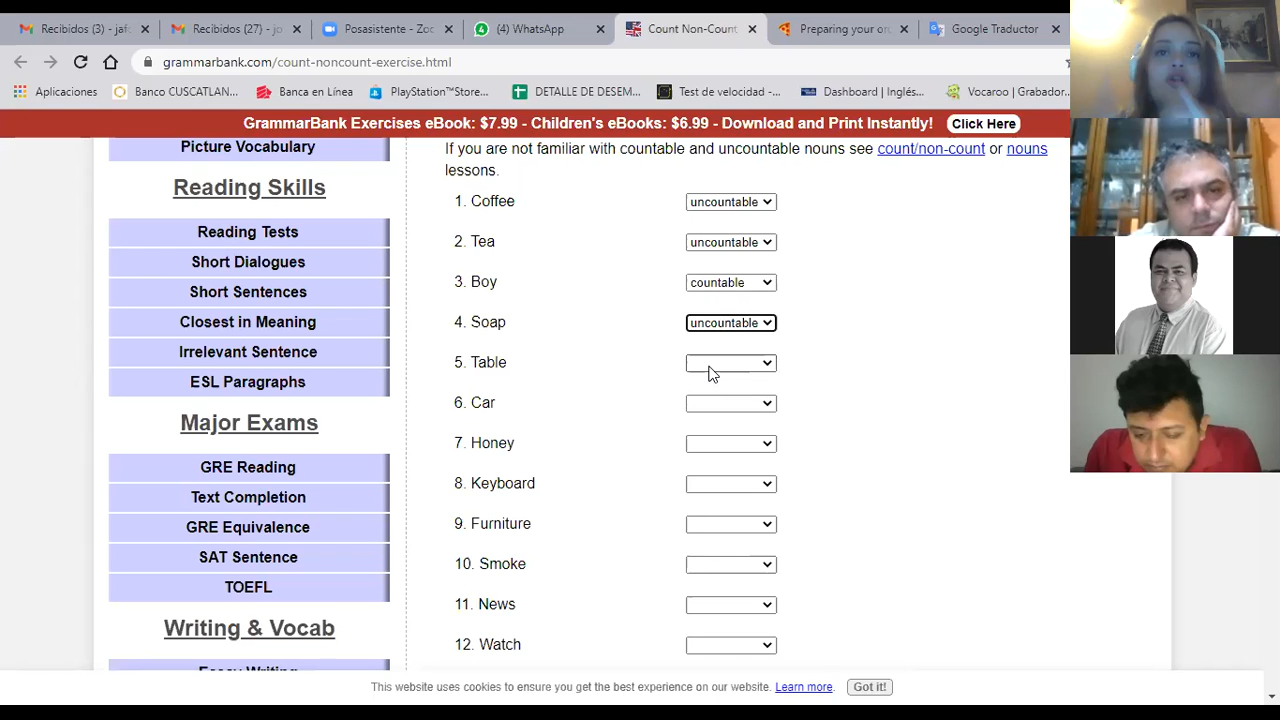 Recibidos (3) - jaf
Recibidos (27) - jo
Posasistente - Zoo
(4) WhatsApp
Count Non-Count
Preparing your or
Google Traductor
grammarbank.com/count-noncount-exercise.html
Aplicaciones
Banco CUSCATLAN...
Banca en Línea
PlayStation™Store...
DETALLE DE DESEM...
Test de velocidad -...
Dashboard | Inglés...
Vocaroo | Grabador
GrammarBank Exercises eBook: $7.99 - Children's eBooks: $6.99 - Download and Print Instantly! Click Here
Picture Vocabulary
Reading Skills
Reading Tests
Short Dialogues
Short Sentences
Closest in Meaning
Irrelevant Sentence
ESL Paragraphs
Major Exams
GRE Reading
Text Completion
GRE Equivalence
SAT Sentence
TOEFL
Writing & Vocab
If you are not familiar with countable and uncountable nouns see count/non-count or nouns
lessons.
1. Coffee uncountable
2. Tea uncountable
3. Boy countable
4. Soap uncountable
5. Table
6. Car
7. Honey
8. Keyboard
9. Furniture
10. Smoke
11. News
12. Watch
This website uses cookies to ensure you get the best experience on our website. Learn more. Got it!